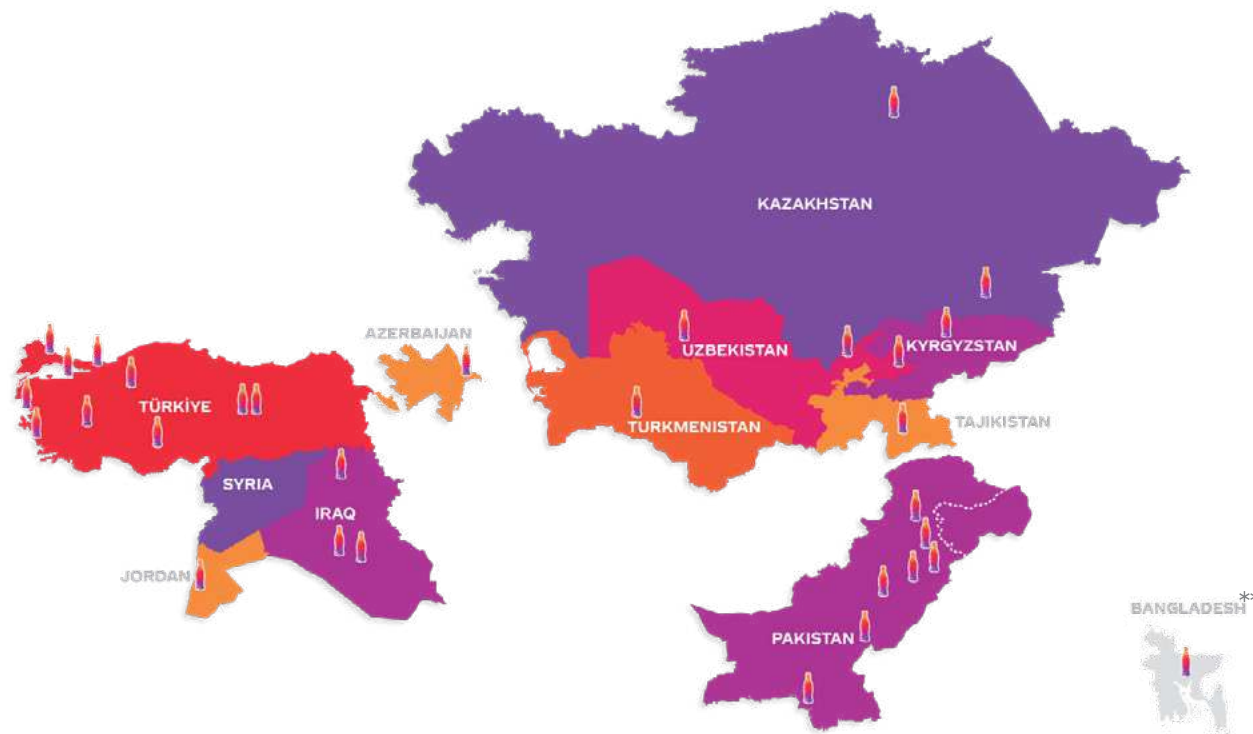 KAZAKHSTAN
AZERBAIJAN
UZBEKISTAN
KYRGYZSTAN
TÜRKİYE
TURKMENISTAN
TAJIKISTAN
SYRIA
IRAQ
JORDAN
BANGLADESH**
PAKISTAN